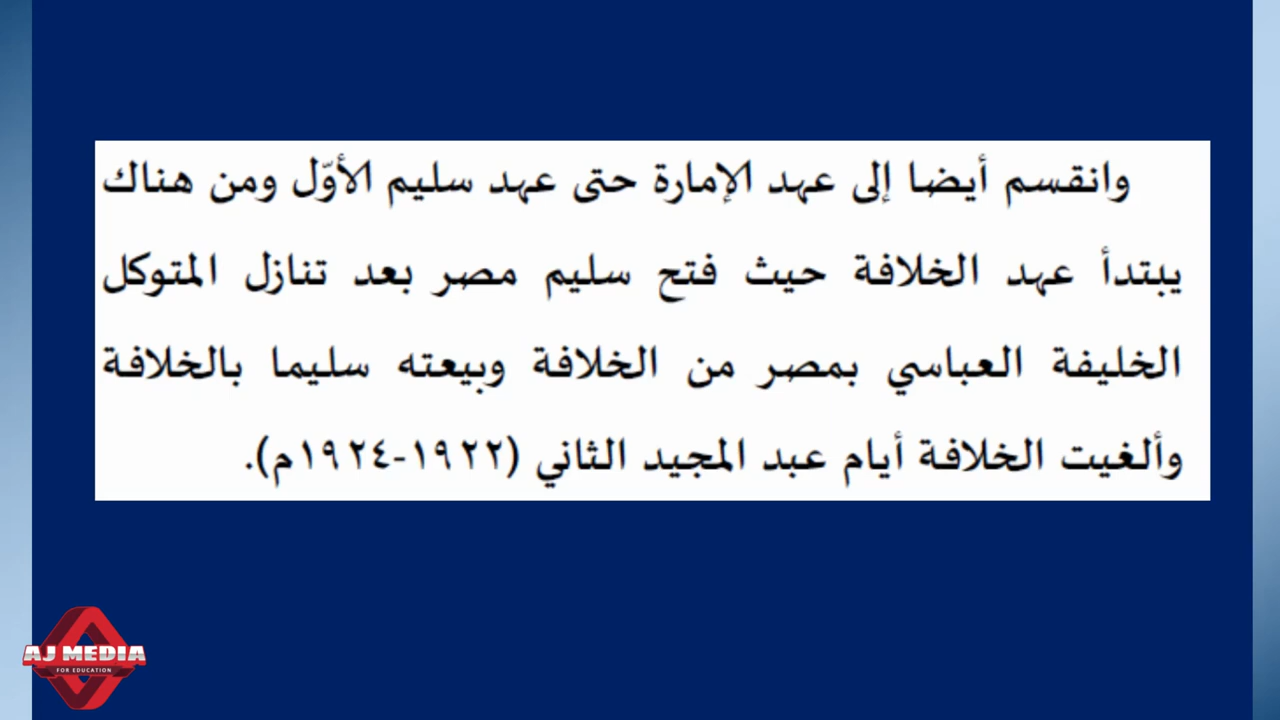 وانقسم أيضا إلى عهد الإمارة حتى عهد سليم الأوّل ومن هناك
يبتدأ عهد الخلافة حيث فتح سليم مصر بعد تنازل المتوكل
الخليفة العباسي بمصر من الخلافة وبيعته سليما بالخلافة
وألغيت الخلافة أيام عبد المجيد الثاني (١٩٢٢-١٩٢٤م).
AJ MEDIA
FOR EDUCATION